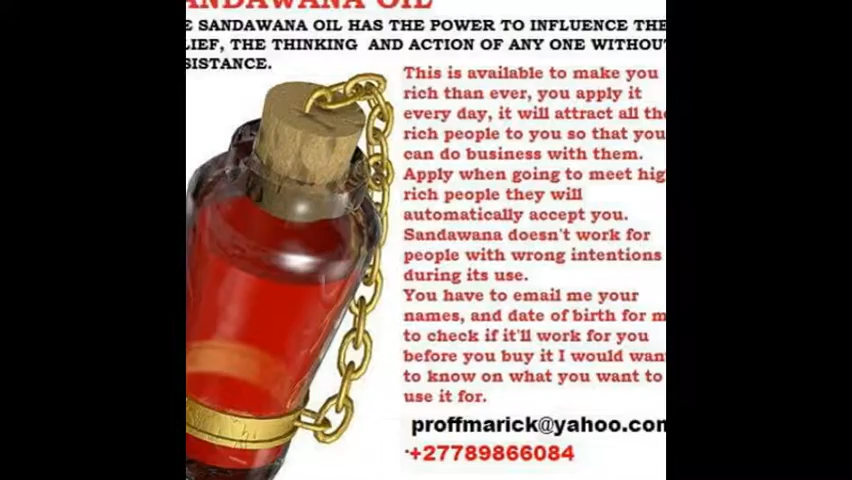 ANDAWANA OIL
E SANDAWANA OIL HAS THE POWER TO INFLUENCE THE
LIEF, THE THINKING AND ACTION OF ANY ONE WITHOUT
SISTANCE.
This is available to make you
rich than ever, you apply it
every day, it will attract all the
rich people to you so that you
can do business with them.
Apply when going to meet hig
rich people they will
automatically accept you.
Sandawana doesn't work for
people with wrong intentions
during its use.
You have to email me your
names, and date of birth for m
to check if it'll work for you
before you buy it I would wan
to know on what you want to
use it for.
proffmarick@yahoo.com
+27789866084